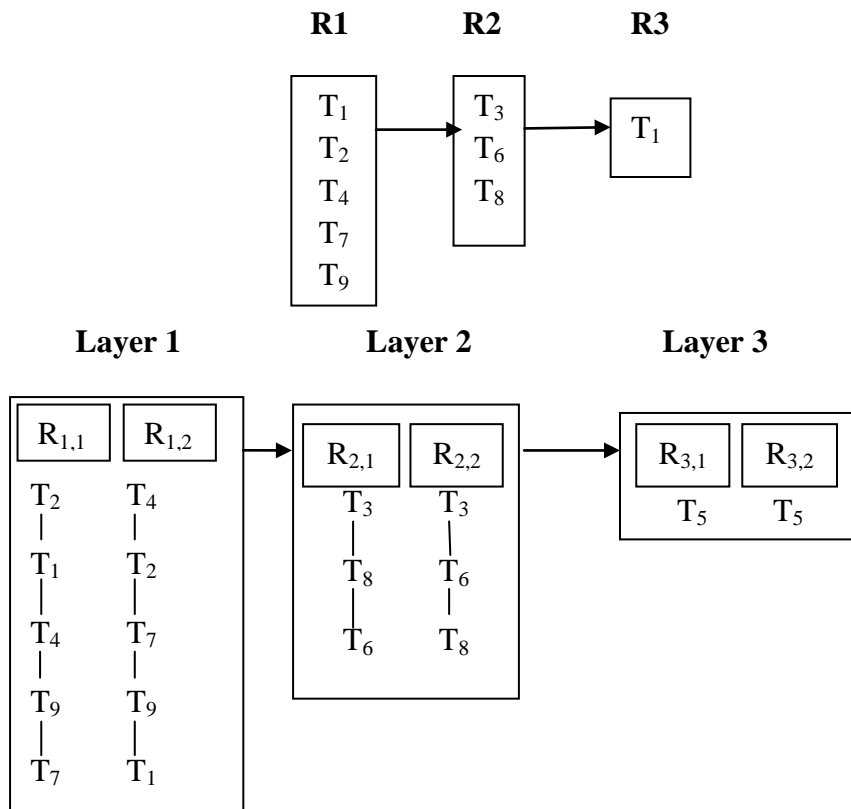 R1 R2 R3
T1 T3 T1
T2 T6
T4 T8
T7
T9
Layer 1 Layer 2 Layer 3
R1,1 R1,2 R2,1 R2,2 R3,1 R3,2
T2 T4 T3 T3 T5 T5
T1 T2 T8 T6
T4 T7 T6 T8
T9 T9
T7 T1